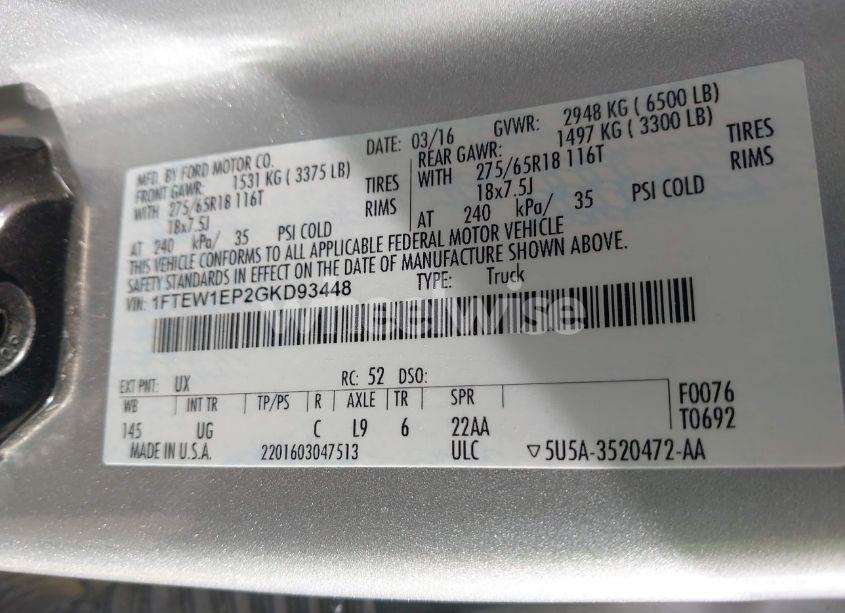 MFD. BY FORD MOTOR CO.
DATE: 03/16 GVWR: 2948 KG ( 6500 LB)
FRONT GAWR: 1531 KG ( 3375 LB)
WITH 275/65R18 116T TIRES
18x7.5J RIMS
AT 240 kPa/ 35 PSI COLD
REAR GAWR: 1497 KG ( 3300 LB)
WITH 275/65R18 116T TIRES
18x7.5J RIMS
AT 240 kPa/ 35 PSI COLD
THIS VEHICLE CONFORMS TO ALL APPLICABLE FEDERAL MOTOR VEHICLE
SAFETY STANDARDS IN EFFECT ON THE DATE OF MANUFACTURE SHOWN ABOVE.
VIN: 1FTEW1EP2GKD93448 TYPE: Truck
wheelwise
EXT PNT: UX RC: 52 DSO:
WB INT TR TP/PS R AXLE TR SPR
145 UG C L9 6 22AA
F0076
T0692
MADE IN U.S.A. 2201603047513 ULC ▽5U5A-3520472-AA